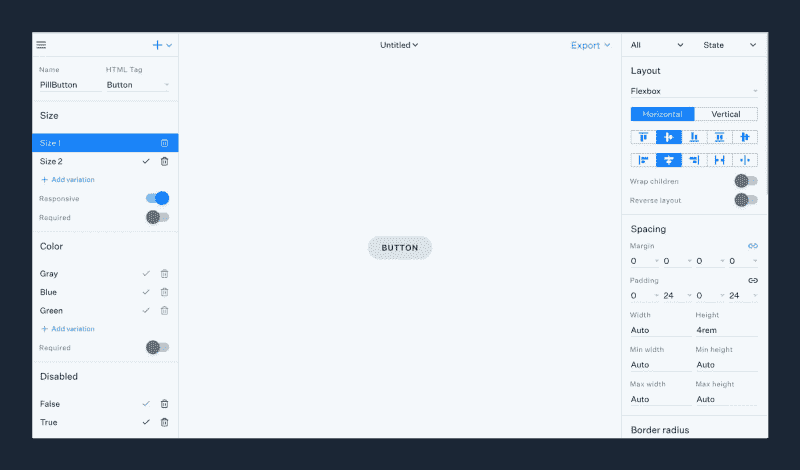 Untitled
Export
All
State
Name
HTML Tag
PillButton
Button
Size
Size 1
Size 2
+ Add variation
Responsive
Required
Color
Gray
Blue
Green
+ Add variation
Required
Disabled
False
True
BUTTON
Layout
Flexbox
Horizontal
Vertical
Wrap children
Reverse layout
Spacing
Margin
0 0 0 0
Padding
0 24 0 24
Width Height
Auto 4rem
Min width Min height
Auto Auto
Max width Max height
Auto Auto
Border radius